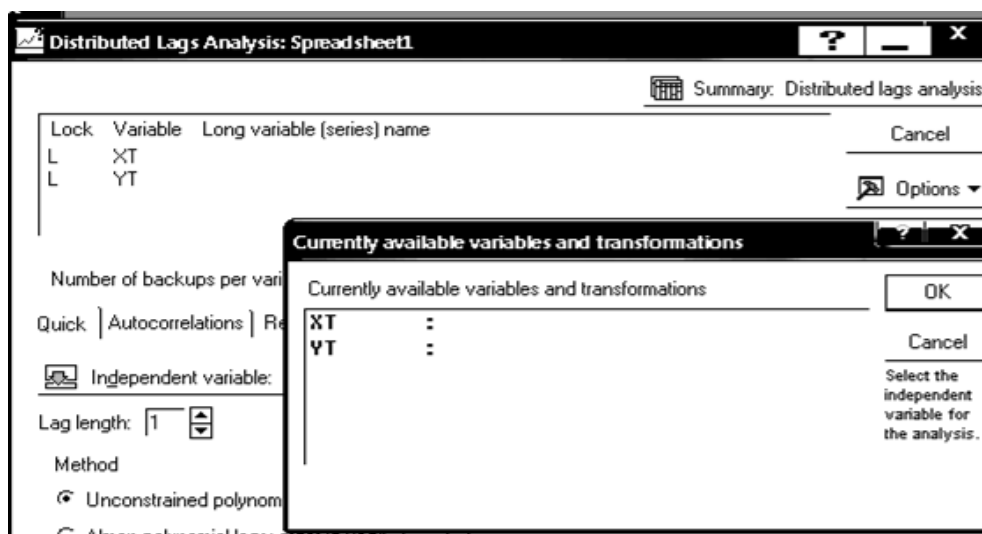 Distributed Lags Analysis: Spreadsheet1
?
X
Summary: Distributed lags analysis
Lock Variable Long variable (series) name
L XT
L YT
Cancel
Options
Currently available variables and transformations
? X
Number of backups per vari
Currently available variables and transformations
XT :
YT :
OK
Cancel
Select the
independent
variable for
the analysis.
Quick Autocorrelations Re
Independent variable:
Lag length: 1
Method
Unconstrained polynom